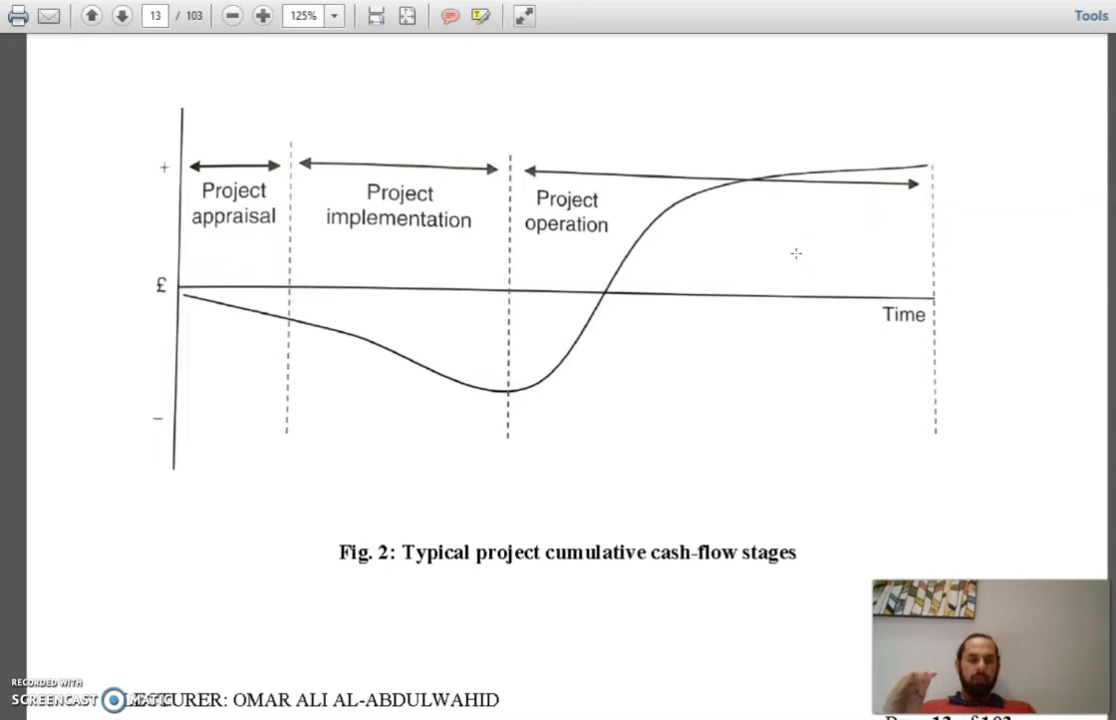 13 / 103
125%
Tools
+
Project
appraisal
Project
implementation
Project
operation
£
Time
−
Fig. 2: Typical project cumulative cash-flow stages
RECORDED WITH
SCREENCAST
LECTURER: OMAR ALI AL-ABDULWAHID